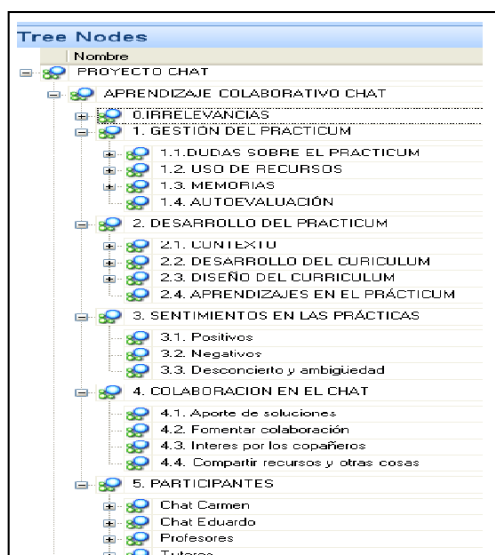 Tree Nodes
Nombre
PROYECTO CHAT
APRENDIZAJE COLABORATIVO CHAT
0.IRRELEVANCIAS
1. GESTIÓN DEL PRACTICUM
1.1.DUDAS SOBRE EL PRACTICUM
1.2. USO DE RECURSOS
1.3. MEMORIAS
1.4. AUTOEVALUACIÓN
2. DESARROLLO DEL PRACTICUM
2.1. CONTEXTO
2.2. DESARROLLO DEL CURICULUM
2.3. DISEÑO DEL CURRICULUM
2.4. APRENDIZAJES EN EL PRÁCTICUM
3. SENTIMIENTOS EN LAS PRÁCTICAS
3.1. Positivos
3.2. Negativos
3.3. Desconcierto y ambigüedad
4. COLABORACION EN EL CHAT
4.1. Aporte de soluciones
4.2. Fomentar colaboración
4.3. Interes por los copañeros
4.4. Compartir recursos y otras cosas
5. PARTICIPANTES
Chat Carmen
Chat Eduardo
Profesores
Tutores